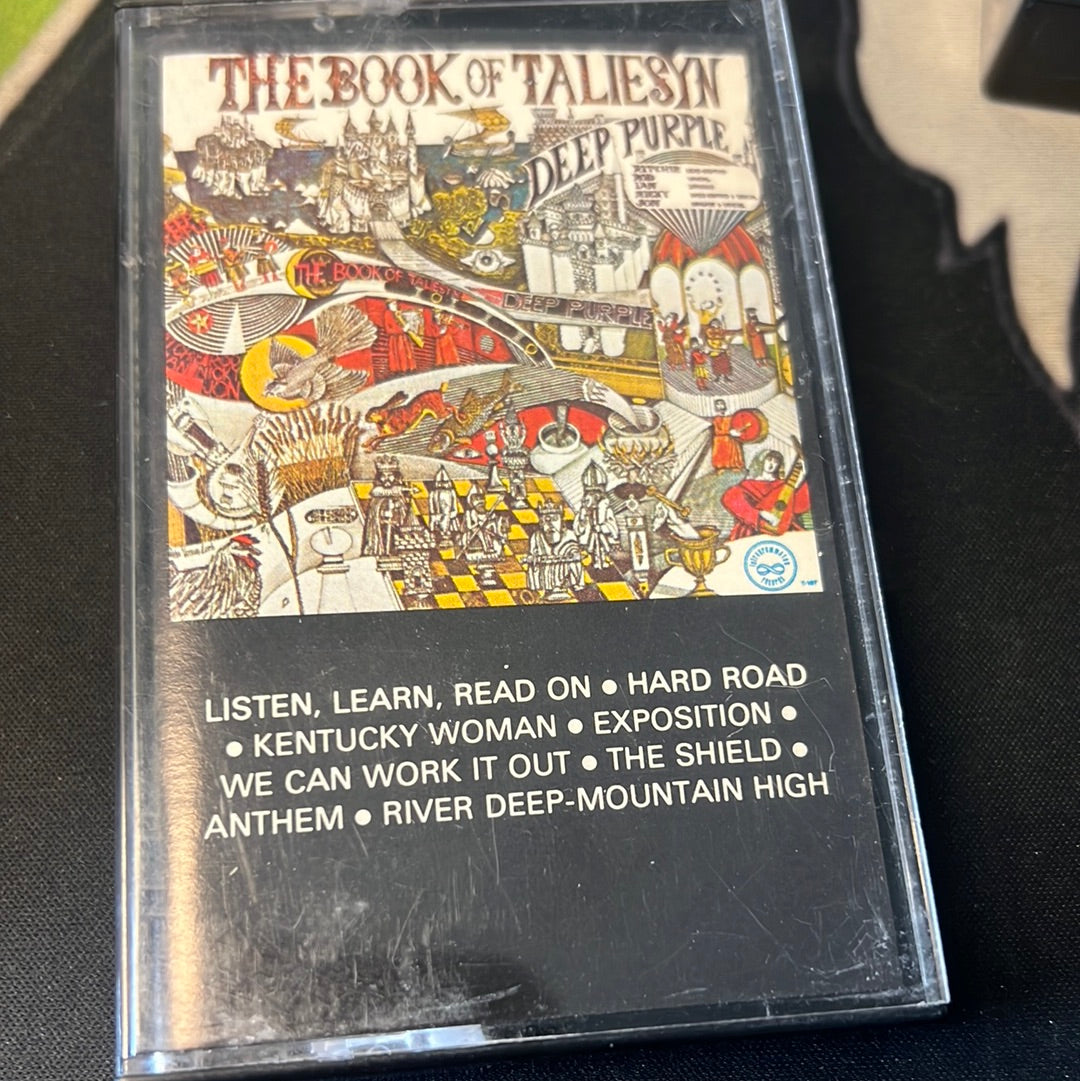 THE BOOK OF TALIESYN
DEEP PURPLE
THE BOOK OF TALIESYN
DEEP PURPLE
records
LISTEN, LEARN, READ ON ● HARD ROAD
● KENTUCKY WOMAN ● EXPOSITION ●
WE CAN WORK IT OUT ● THE SHIELD ●
ANTHEM ● RIVER DEEP-MOUNTAIN HIGH